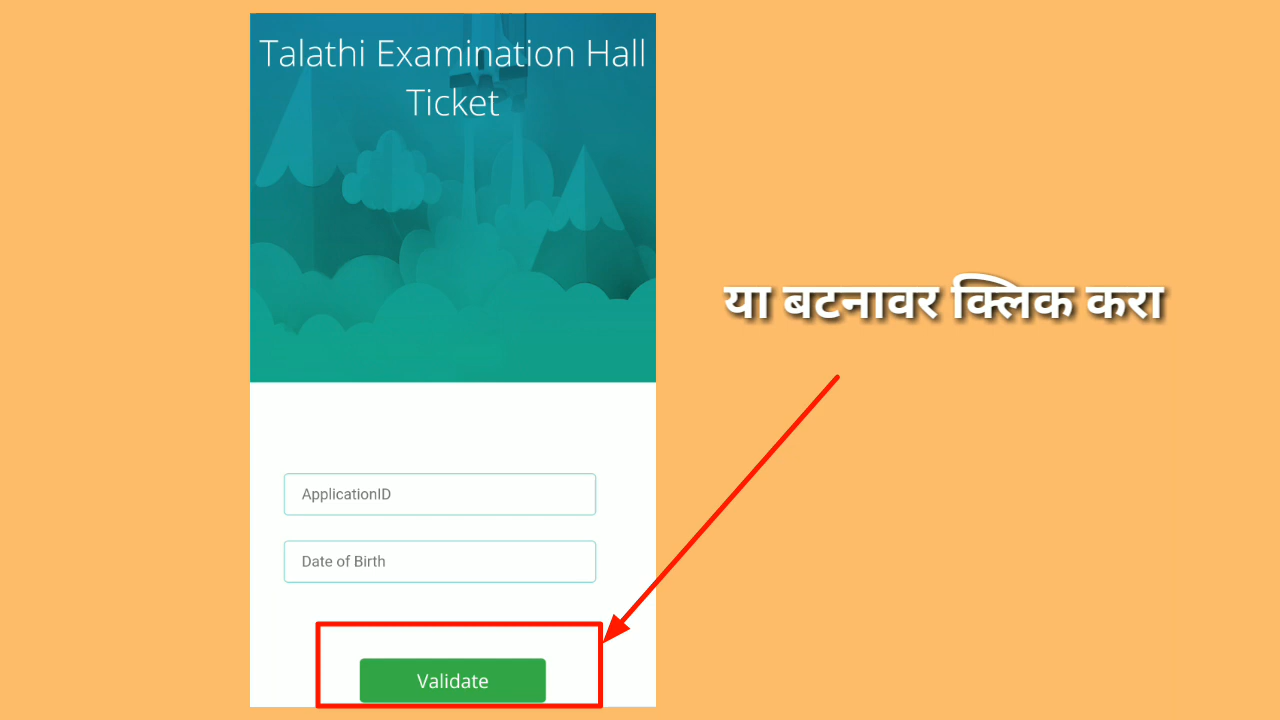 Talathi Examination Hall
Ticket
या बटनावर क्लिक करा
ApplicationID
Date of Birth
Validate